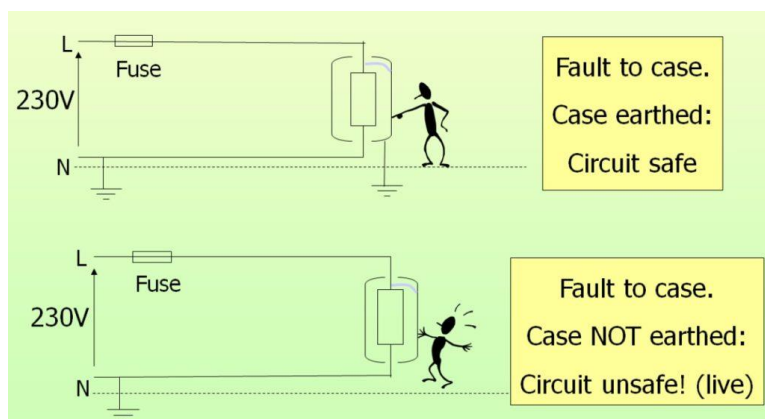 L
Fuse
230V
N
Fault to case.
Case earthed:
Circuit safe
L
Fuse
230V
N
Fault to case.
Case NOT earthed:
Circuit unsafe! (live)